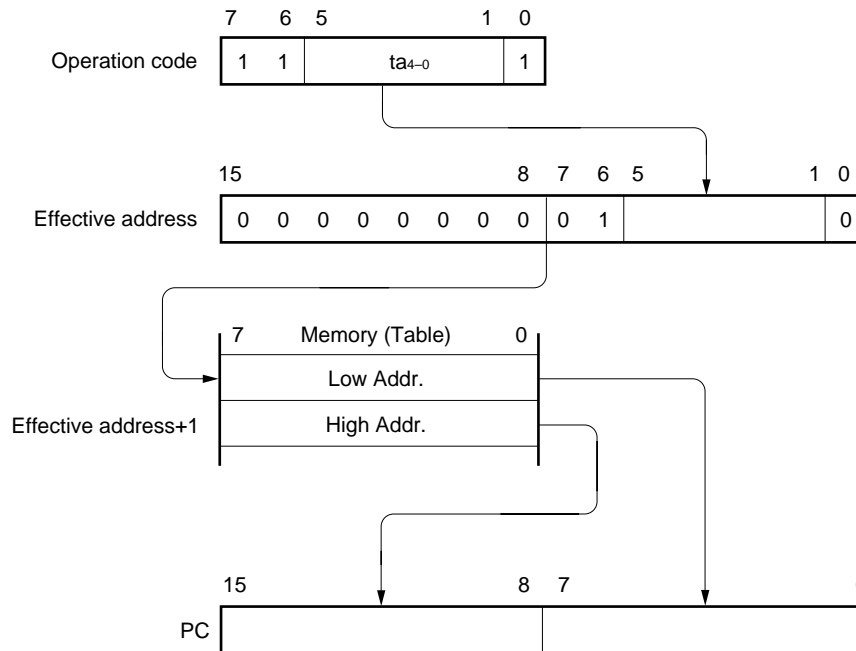 7 6 5 1 0
Operation code 1 1 ta4–0 1
15 8 7 6 5 1 0
Effective address 0 0 0 0 0 0 0 0 0 1 0
7 Memory (Table) 0
Low Addr.
Effective address+1 High Addr.
15 8 7
PC